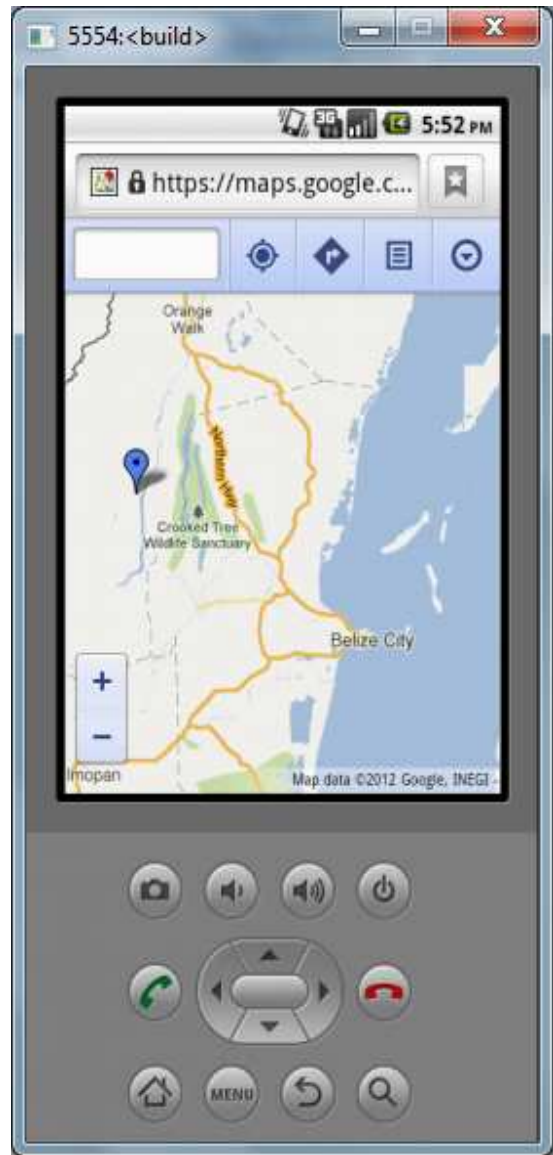 5554:<build>
3G
5:52 PM
https://maps.google.c...
Orange
Walk
Northern Hwy
Crooked Tree
Wildlife Sanctuary
Belize City
+
−
lmopan
Map data ©2012 Google, INEGI -
MENU